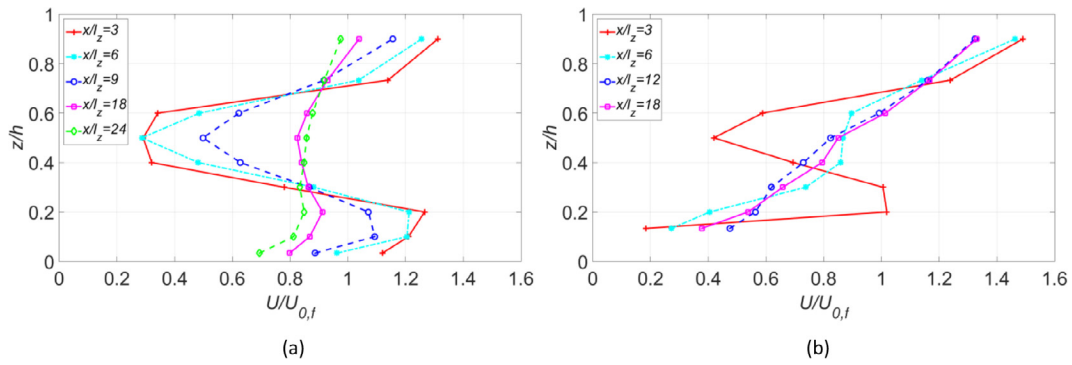 1
0.8
0.6
0.4
0.2
0
z/h
x/l_z=3
x/l_z=6
x/l_z=9
x/l_z=18
x/l_z=24
0 0.2 0.4 0.6 0.8 1 1.2 1.4 1.6
U/U_0,f
(a)
1
0.8
0.6
0.4
0.2
0
z/h
x/l_z=3
x/l_z=6
x/l_z=12
x/l_z=18
0 0.2 0.4 0.6 0.8 1 1.2 1.4 1.6
U/U_0,f
(b)